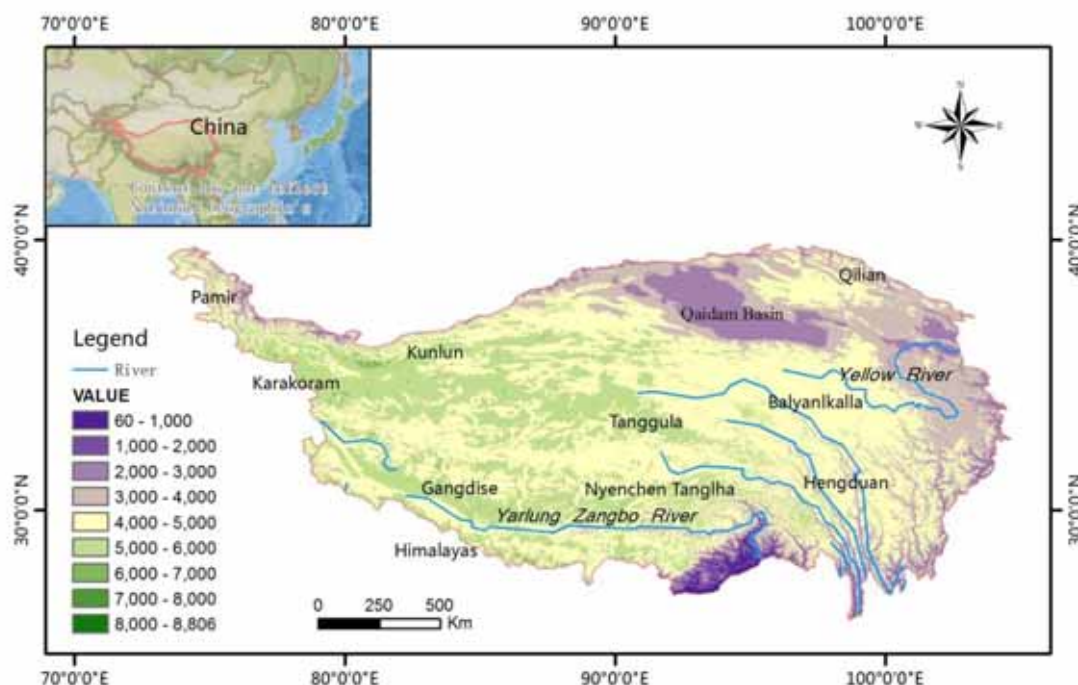 70°0'0"E 80°0'0"E 90°0'0"E 100°0'0"E
China
N
W E
S
40°0'0"N 40°0'0"N
Pamir
Qilian
Qaidam Basin
Legend
River
VALUE
60 - 1,000
1,000 - 2,000
2,000 - 3,000
3,000 - 4,000
4,000 - 5,000
5,000 - 6,000
6,000 - 7,000
7,000 - 8,000
8,000 - 8,806
Kunlun
Karakoram
Yellow River
Balyanlkalla
Tanggula
Hengduan
Gangdise
Nyenchen Tanglha
30°0'0"N 30°0'0"N
Yarlung Zangbo River
Himalayas
0 250 500
Km
70°0'0"E 80°0'0"E 90°0'0"E 100°0'0"E